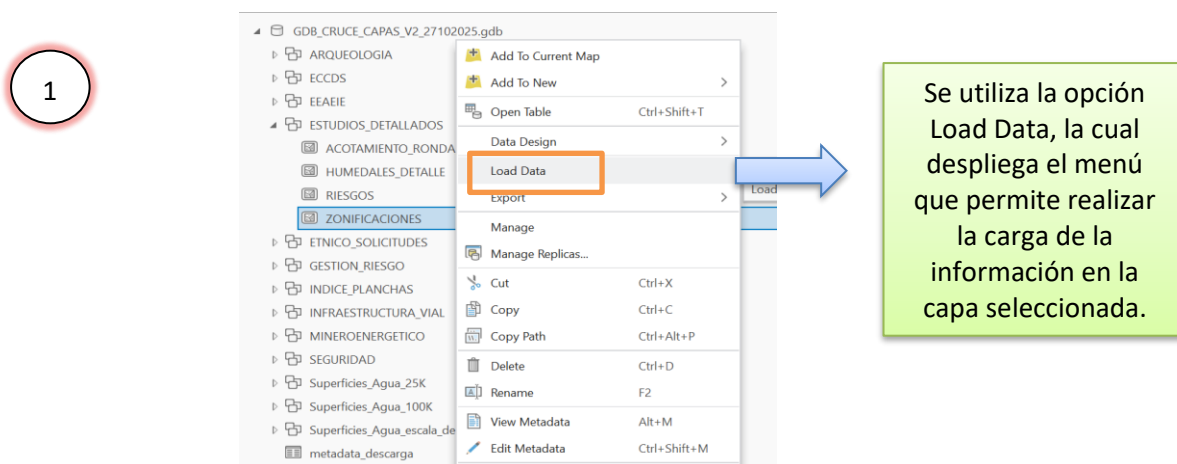 1
GDB_CRUCE_CAPAS_V2_27102025.gdb
ARQUEOLOGIA
ECCDS
EEAEIE
ESTUDIOS_DETALLADOS
ACOTAMIENTO_RONDA
HUMEDALES_DETALLE
RIESGOS
ZONIFICACIONES
ETNICO_SOLICITUDES
GESTION_RIESGO
INDICE_PLANCHAS
INFRAESTRUCTURA_VIAL
MINEROENERGETICO
SEGURIDAD
Superficies_Agua_25K
Superficies_Agua_100K
Superficies_Agua_escala_de
metadata_descarga
Add To Current Map
Add To New
Open Table Ctrl+Shift+T
Data Design
Load Data
Export
Manage
Manage Replicas...
Cut Ctrl+X
Copy Ctrl+C
Copy Path Ctrl+Alt+P
Delete Ctrl+D
Rename F2
View Metadata Alt+M
Edit Metadata Ctrl+Shift+M
Load
Se utiliza la opción
Load Data, la cual
despliega el menú
que permite realizar
la carga de la
información en la
capa seleccionada.